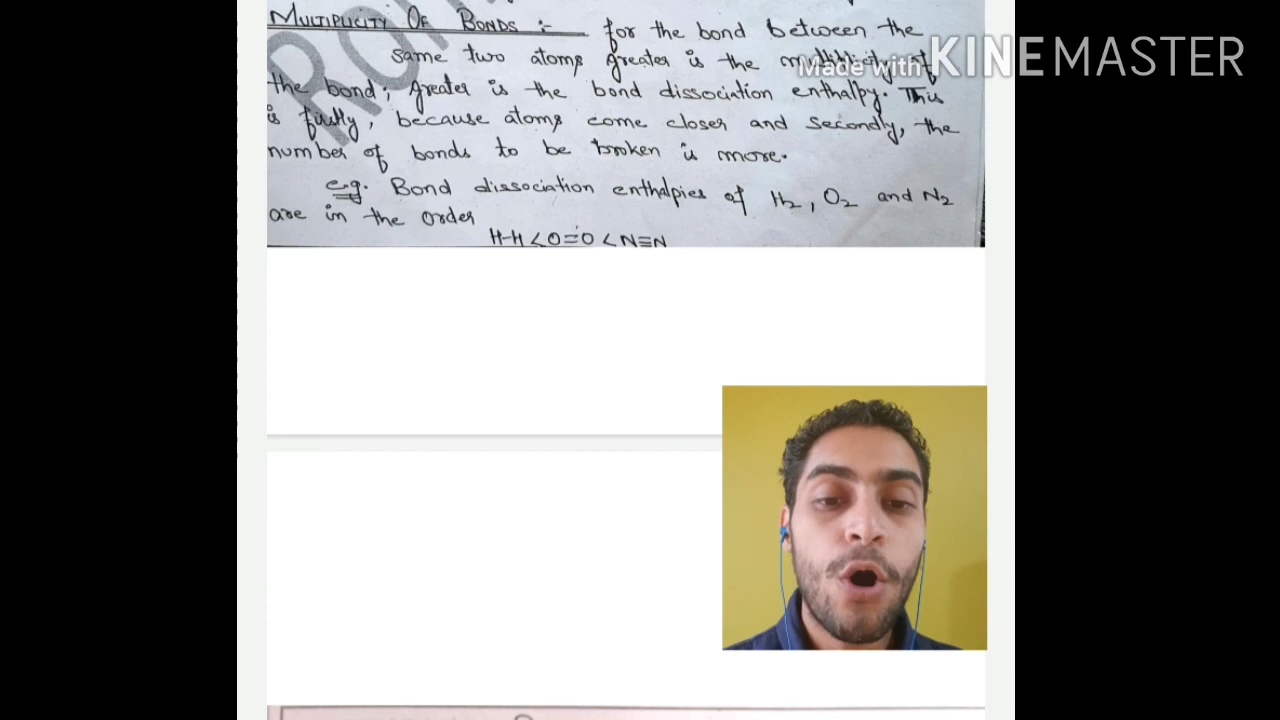 MULTIPLICITY OF BONDS :- for the bond between the
same two atoms greater is the multiplicity of
the bond; greater is the bond dissociation enthalpy. This
is firstly, because atoms come closer and secondly, the
number of bonds to be broken is more.
e.g. Bond dissociation enthalpies of H2, O2 and N2
are in the order
H-H < O=O < N≡N
Made with KINEMASTER